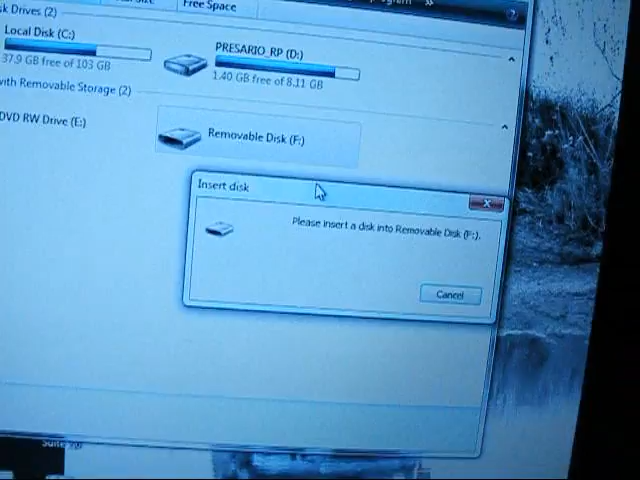 Free Space
Drives (2)
Local Disk (C:)
37.9 GB free of 103 GB
PRESARIO_RP (D:)
1.40 GB free of 8.11 GB
with Removable Storage (2)
DVD RW Drive (E:)
Removable Disk (F:)
Insert disk
Please insert a disk into Removable Disk (F:).
Cancel